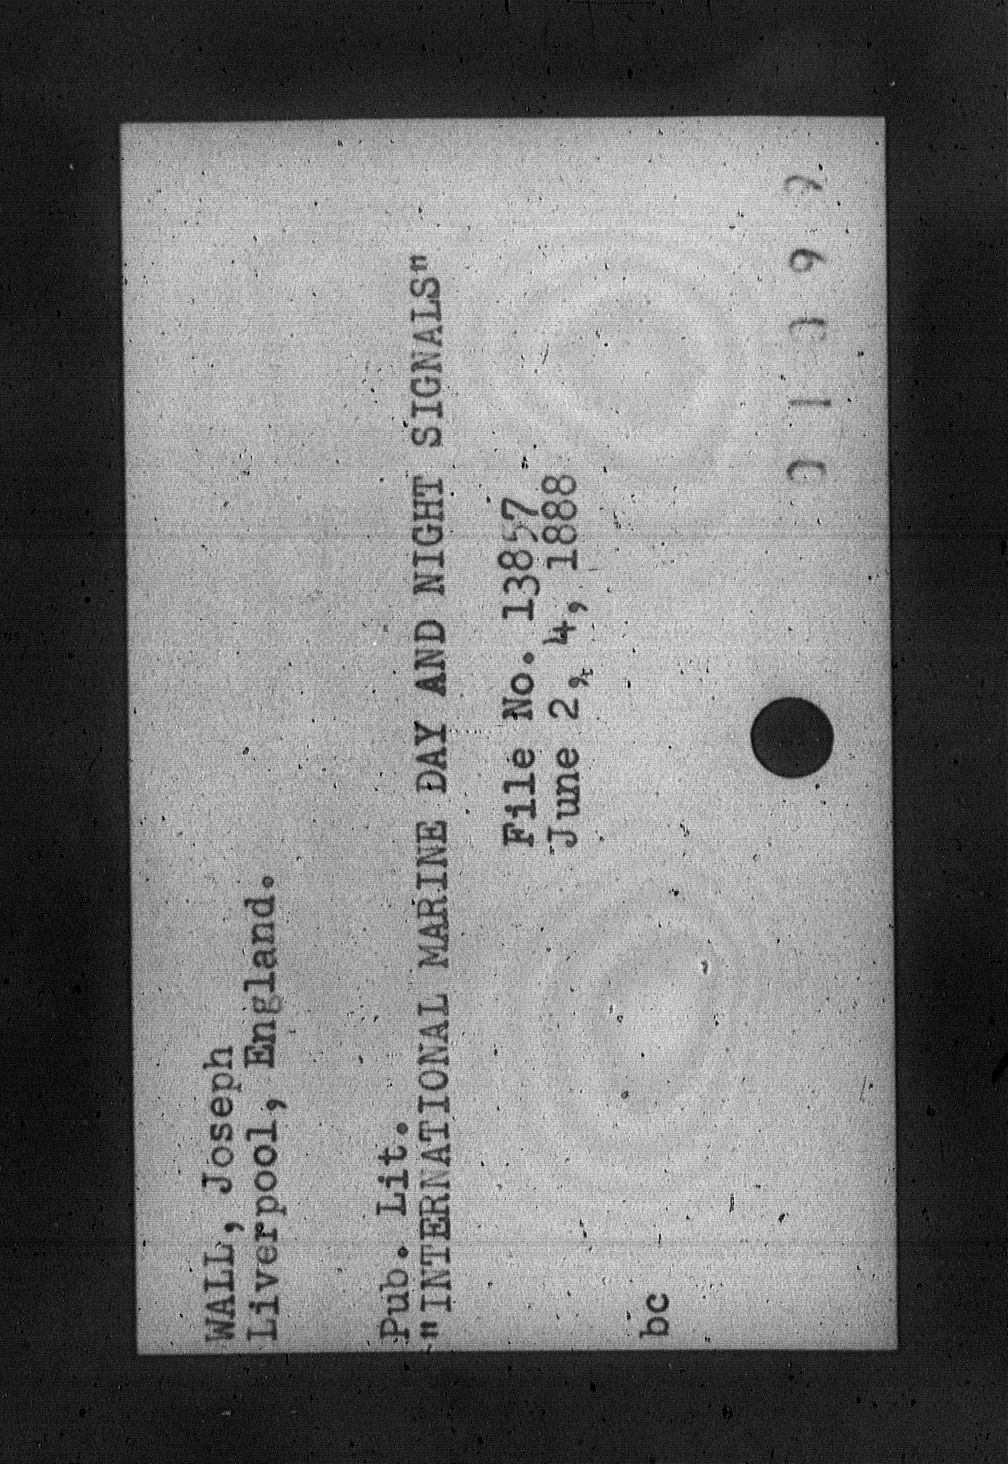 WALL, Joseph
Liverpool, England.
Pub. Lit.
"INTERNATIONAL MARINE DAY AND NIGHT SIGNALS"
File No. 13857
June 2, 4, 1888
bc